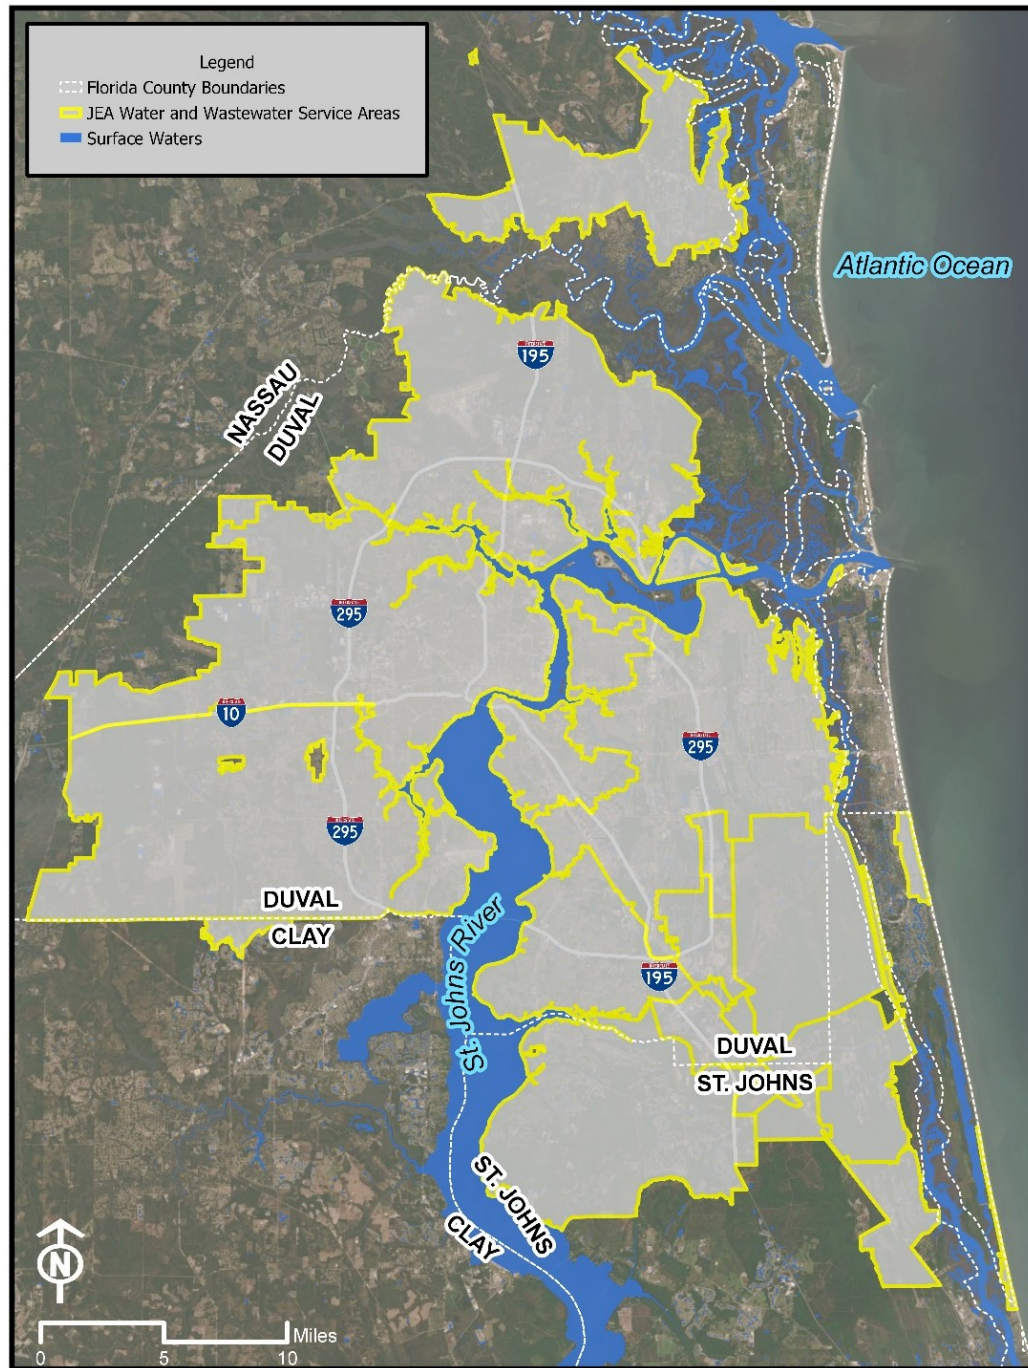 Legend
Florida County Boundaries
JEA Water and Wastewater Service Areas
Surface Waters
Atlantic Ocean
195
NASSAU
DUVAL
295
10
295
295
DUVAL
CLAY
St. Johns River
195
DUVAL
ST. JOHNS
ST. JOHNS
CLAY
N
Miles
0 5 10